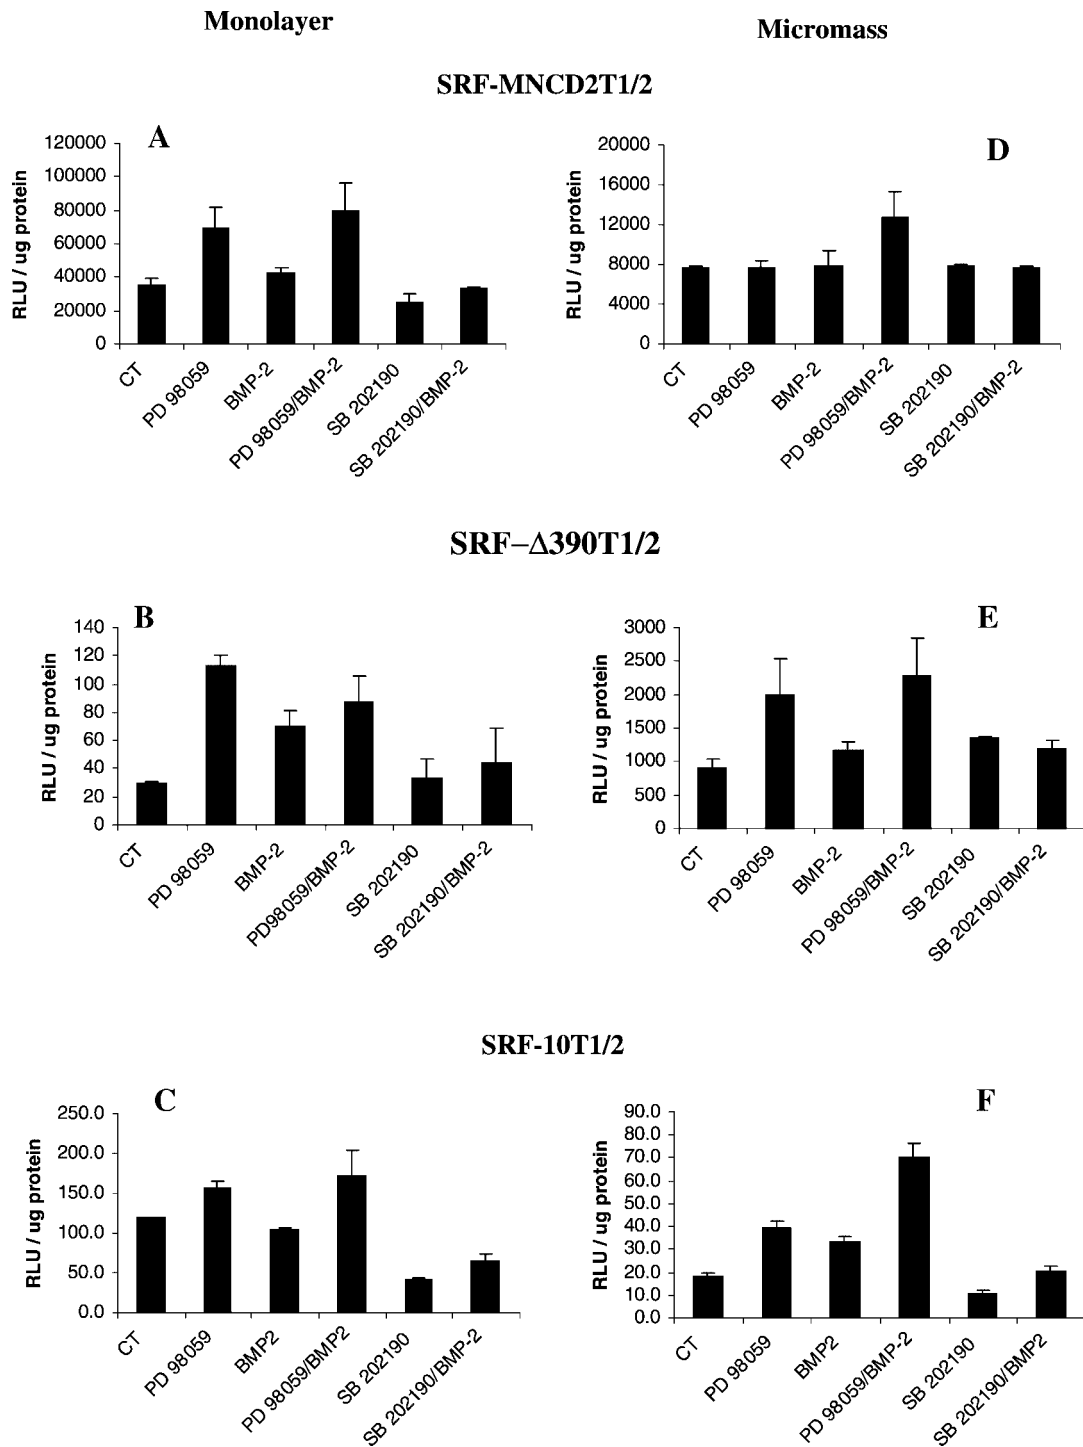 Monolayer
Micromass
SRF-MNCD2T1/2
A
RLU / ug protein
120000
100000
80000
60000
40000
20000
0
CT
PD 98059
BMP-2
PD 98059/BMP-2
SB 202190
SB 202190/BMP-2
D
RLU / ug protein
20000
16000
12000
8000
4000
0
CT
PD 98059
BMP-2
PD 98059/BMP-2
SB 202190
SB 202190/BMP-2
SRF–Δ390T1/2
B
RLU / ug protein
140
120
100
80
60
40
20
0
CT
PD 98059
BMP-2
PD98059/BMP-2
SB 202190
SB 202190/BMP-2
E
RLU / ug protein
3000
2500
2000
1500
1000
500
0
CT
PD 98059
BMP-2
PD 98059/BMP-2
SB 202190
SB 202190/BMP-2
SRF-10T1/2
C
RLU / ug protein
250.0
200.0
150.0
100.0
50.0
0.0
CT
PD 98059
BMP2
PD 98059/BMP2
SB 202190
SB 202190/BMP-2
F
RLU / ug protein
90.0
80.0
70.0
60.0
50.0
40.0
30.0
20.0
10.0
0.0
CT
PD 98059
BMP2
PD 98059/BMP-2
SB 202190
SB 202190/BMP2